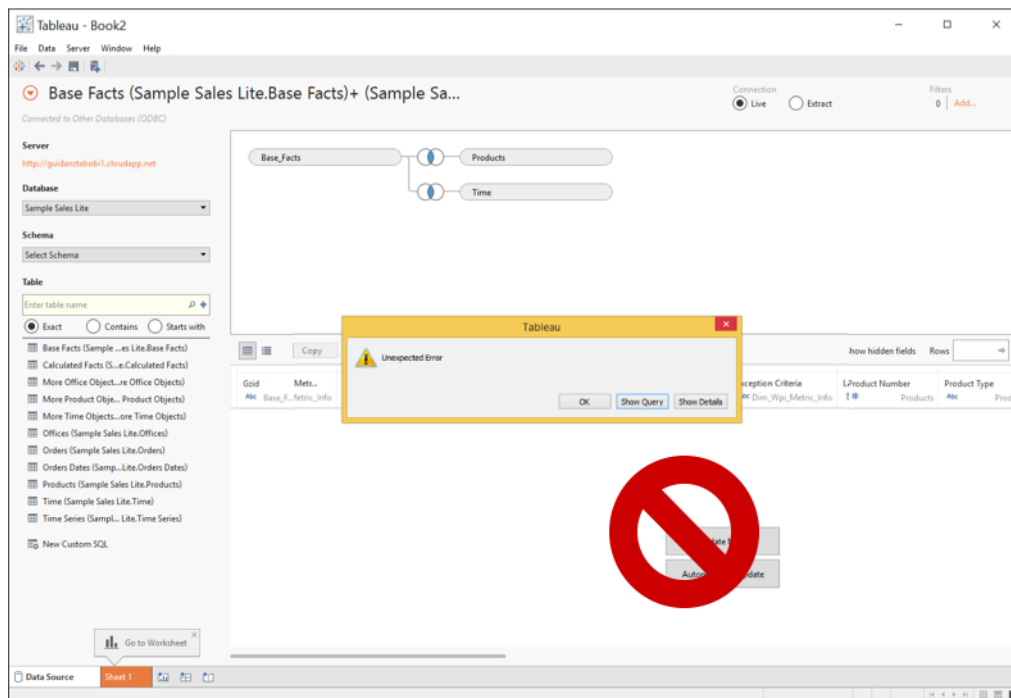 Tableau - Book2
File Data Server Window Help
Base Facts (Sample Sales Lite.Base Facts)+ (Sample Sa...
Connection
Live Extract
Filters
0 Add...
Connected to Other Databases (ODBC)
Server
http://guidanztabobi1.cloudapp.net
Database
Sample Sales Lite
Schema
Select Schema
Table
Enter table name
Exact Contains Starts with
Base Facts (Sample ...es Lite.Base Facts)
Calculated Facts (S...e.Calculated Facts)
More Office Object...re Office Objects)
More Product Obje... Product Objects)
More Time Objects...ore Time Objects)
Offices (Sample Sales Lite.Offices)
Orders (Sample Sales Lite.Orders)
Orders Dates (Samp...Lite.Orders Dates)
Products (Sample Sales Lite.Products)
Time (Sample Sales Lite.Time)
Time Series (Sampl... Lite.Time Series)
New Custom SQL
Go to Worksheet
Base_Facts
Products
Time
Copy
how hidden fields Rows
Tableau
Unexpected Error
OK Show Query Show Details
Mets... ception Criteria Product Number Product Type
Abc Base_F...fetric_Info Dim_Wpi_Metric_Info Products Abc
Data Source Sheet 1